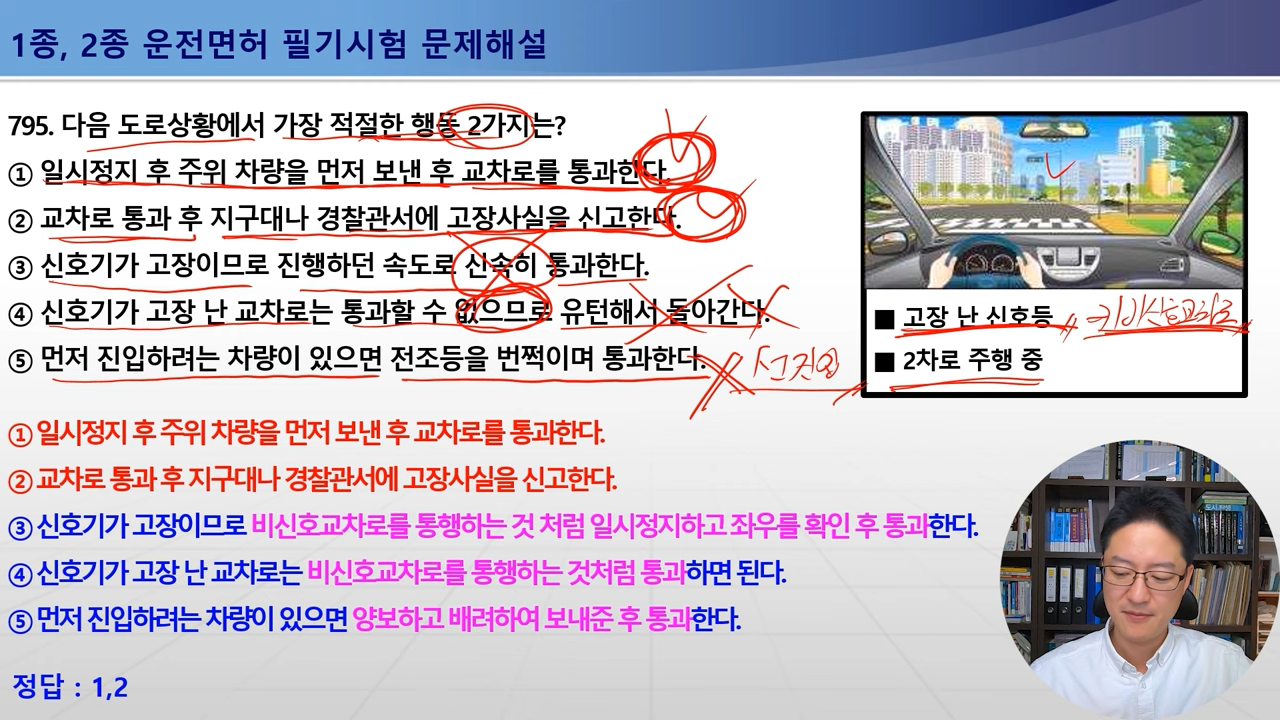 1종, 2종 운전면허 필기시험 문제해설
795. 다음 도로상황에서 가장 적절한 행동 2가지는?
① 일시정지 후 주위 차량을 먼저 보낸 후 교차로를 통과한다.
② 교차로 통과 후 지구대나 경찰관서에 고장사실을 신고한다.
③ 신호기가 고장이므로 진행하던 속도로 신속히 통과한다.
④ 신호기가 고장 난 교차로는 통과할 수 없으므로 유턴해서 돌아간다.
⑤ 먼저 진입하려는 차량이 있으면 전조등을 번쩍이며 통과한다.
선진입
■ 고장 난 신호등
■ 2차로 주행 중
① 일시정지 후 주위 차량을 먼저 보낸 후 교차로를 통과한다.
② 교차로 통과 후 지구대나 경찰관서에 고장사실을 신고한다.
③ 신호기가 고장이므로 비신호교차로를 통행하는 것 처럼 일시정지하고 좌우를 확인 후 통과한다.
④ 신호기가 고장 난 교차로는 비신호교차로를 통행하는 것처럼 통과하면 된다.
⑤ 먼저 진입하려는 차량이 있으면 양보하고 배려하여 보내준 후 통과한다.
정답 : 1,2